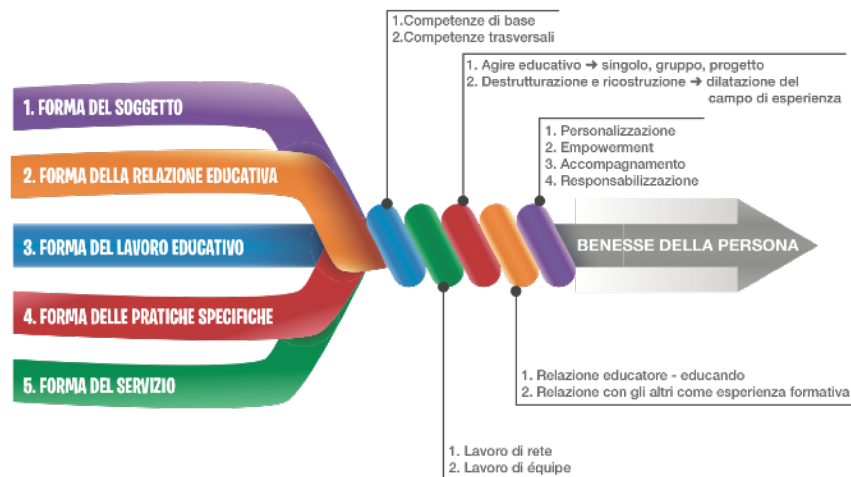 1.Competenze di base
2.Competenze trasversali
1. Agire educativo ➔ singolo, gruppo, progetto
2. Destrutturazione e ricostruzione ➔ dilatazione del
campo di esperienza
1. Personalizzazione
2. Empowerment
3. Accompagnamento
4. Responsabilizzazione
1. FORMA DEL SOGGETTO
2. FORMA DELLA RELAZIONE EDUCATIVA
3. FORMA DEL LAVORO EDUCATIVO
4. FORMA DELLE PRATICHE SPECIFICHE
5. FORMA DEL SERVIZIO
BENESSE DELLA PERSONA
1. Relazione educatore - educando
2. Relazione con gli altri come esperienza formativa
1. Lavoro di rete
2. Lavoro di équipe